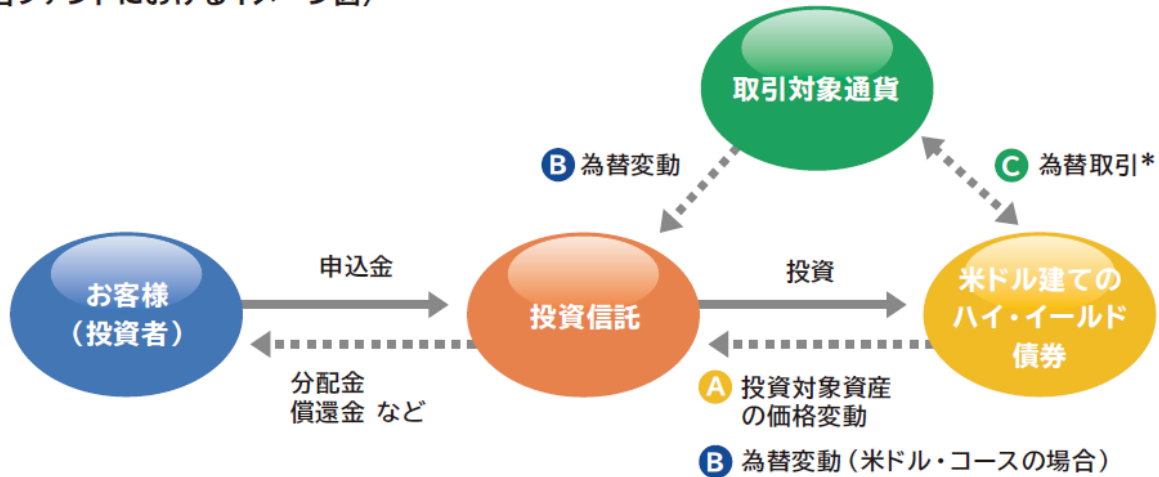 取引対象通貨
B 為替変動
C 為替取引*
お客様
（投資者）
申込金
投資信託
投資
米ドル建ての
ハイ・イールド
債券
分配金
償還金 など
A 投資対象資産
の価格変動
B 為替変動（米ドル・コースの場合）